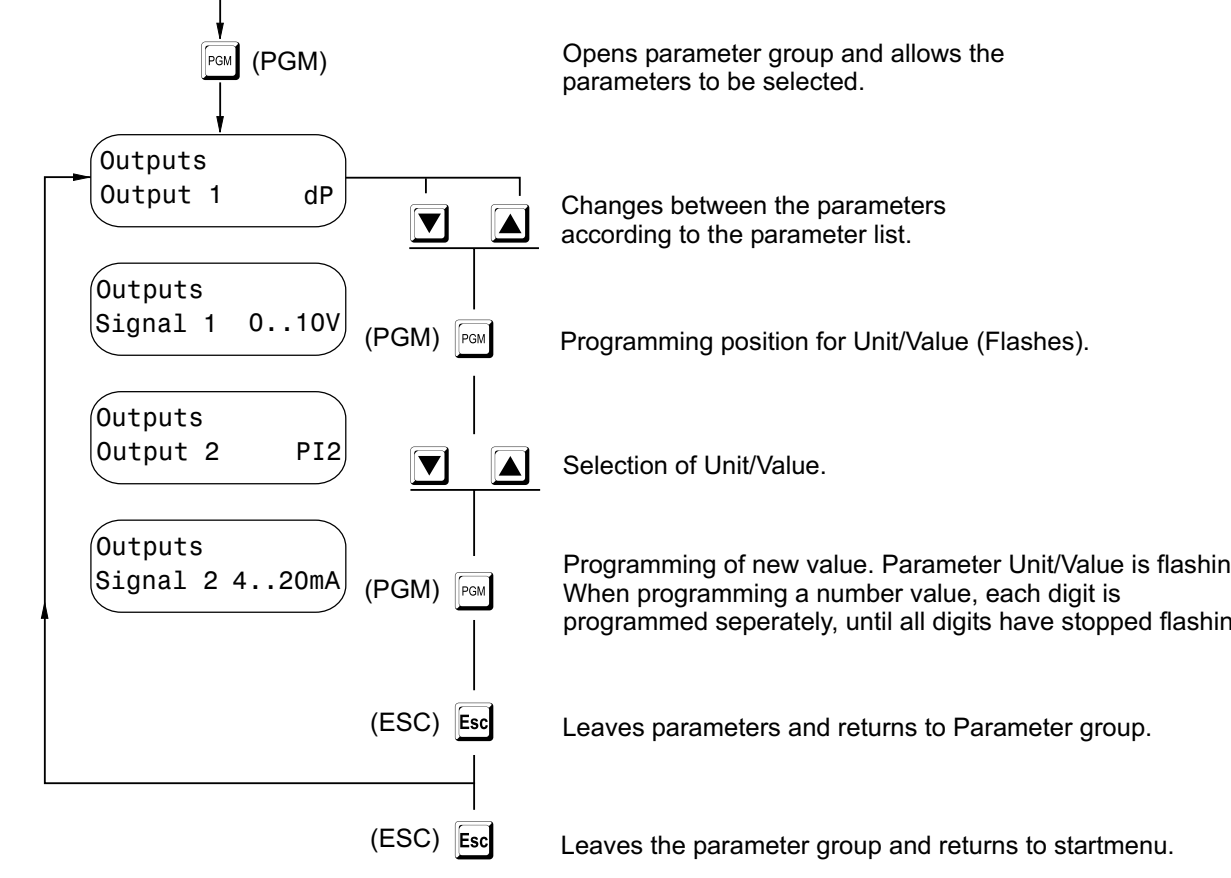 PGM (PGM)
Opens parameter group and allows the
parameters to be selected.
Outputs
Output 1 dP
Changes between the parameters
according to the parameter list.
Outputs
Signal 1 0..10V
(PGM) PGM
Programming position for Unit/Value (Flashes).
Outputs
Output 2 PI2
Selection of Unit/Value.
Outputs
Signal 2 4..20mA
(PGM) PGM
Programming of new value. Parameter Unit/Value is flashin
When programming a number value, each digit is
programmed seperately, until all digits have stopped flashin
(ESC) Esc
Leaves parameters and returns to Parameter group.
(ESC) Esc
Leaves the parameter group and returns to startmenu.